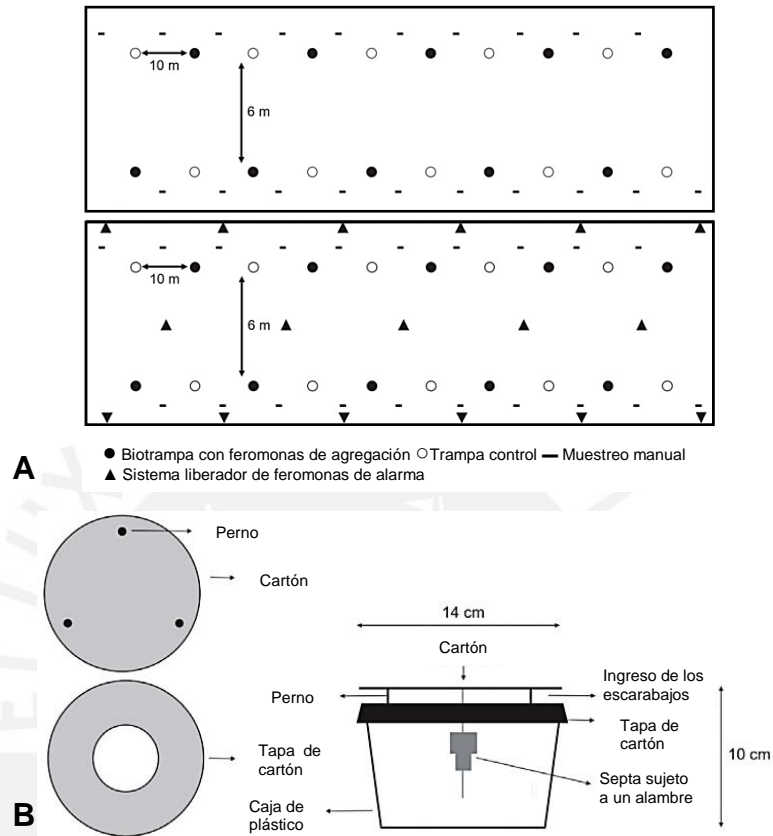 10 m
6 m
10 m
6 m
A
● Biotrampa con feromonas de agregación ○ Trampa control — Muestreo manual
▲ Sistema liberador de feromonas de alarma
Perno
Cartón
14 cm
Cartón
Perno
Ingreso de los
escarabajos
Tapa de
cartón
Tapa de
cartón
10 cm
Septa sujeto
a un alambre
Caja de
plástico
B